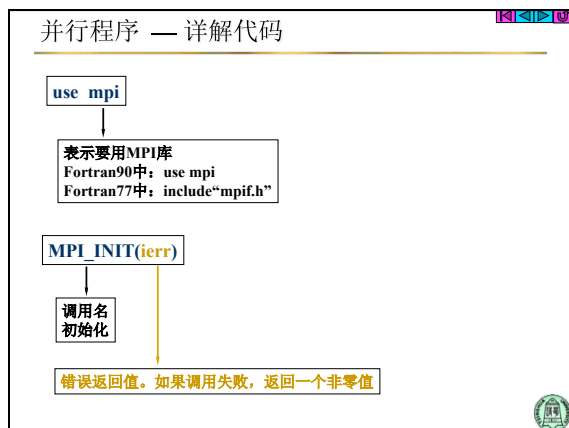 并行程序 — 详解代码
use mpi
表示要用MPI库
Fortran90中：use mpi
Fortran77中：include“mpif.h”
MPI_INIT(ierr)
调用名
初始化
错误返回值。如果调用失败，返回一个非零值